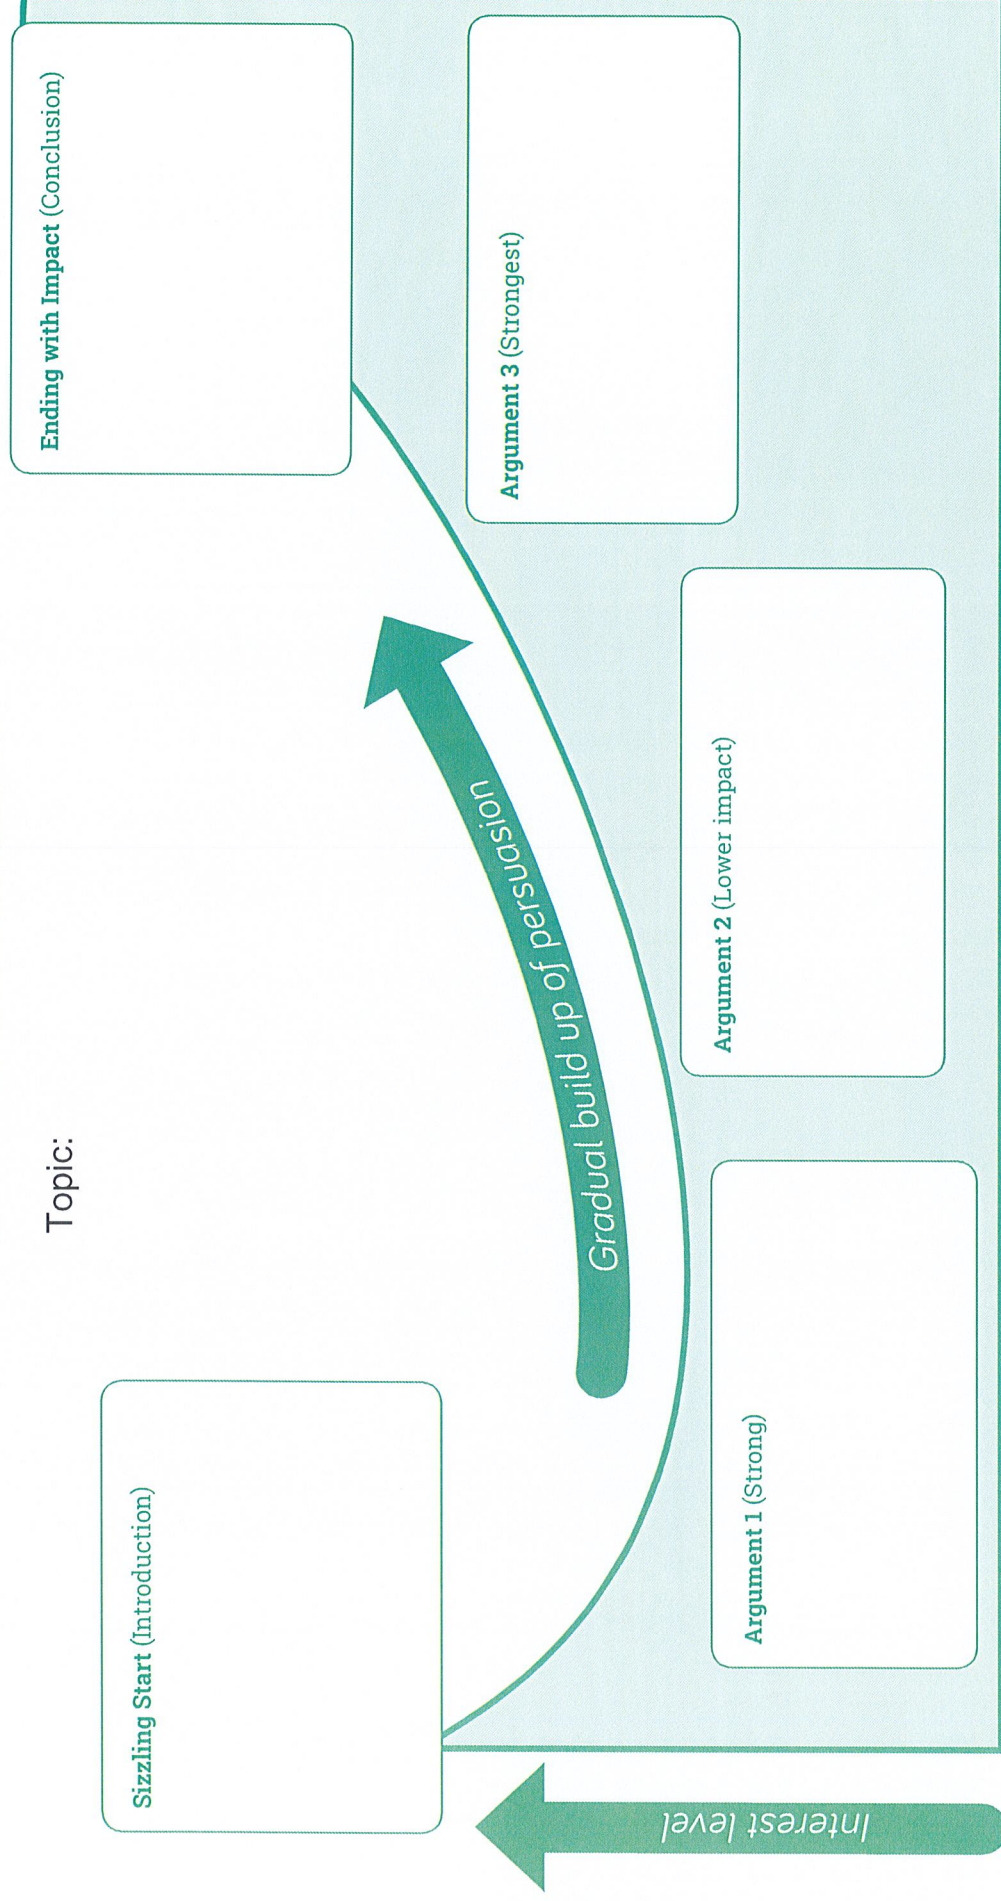 Topic:
Sizzling Start (Introduction)
Ending with Impact (Conclusion)
Gradual build up of persuasion
Interest level
Argument 1 (Strong)
Argument 2 (Lower impact)
Argument 3 (Strongest)